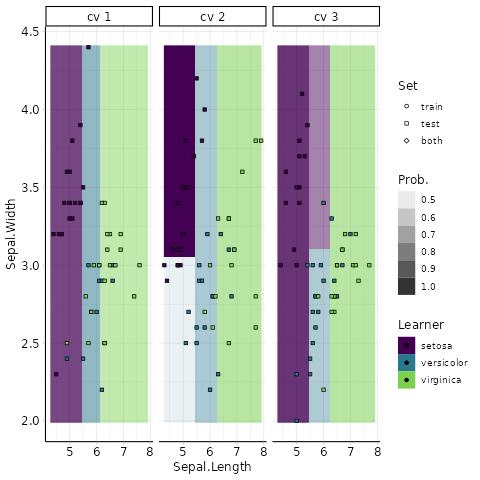 cv 1 cv 2 cv 3
4.5
4.0
3.5
3.0
2.5
2.0
Sepal.Width
5 6 7 8 5 6 7 8 5 6 7 8
Sepal.Length
Set
train
test
both
Prob.
0.5
0.6
0.7
0.8
0.9
1.0
Learner
setosa
versicolor
virginica